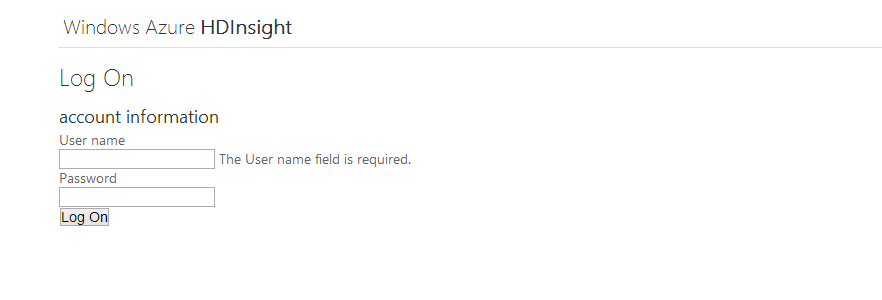 Windows Azure HDInsight
Log On
account information
User name
The User name field is required.
Password
Log On